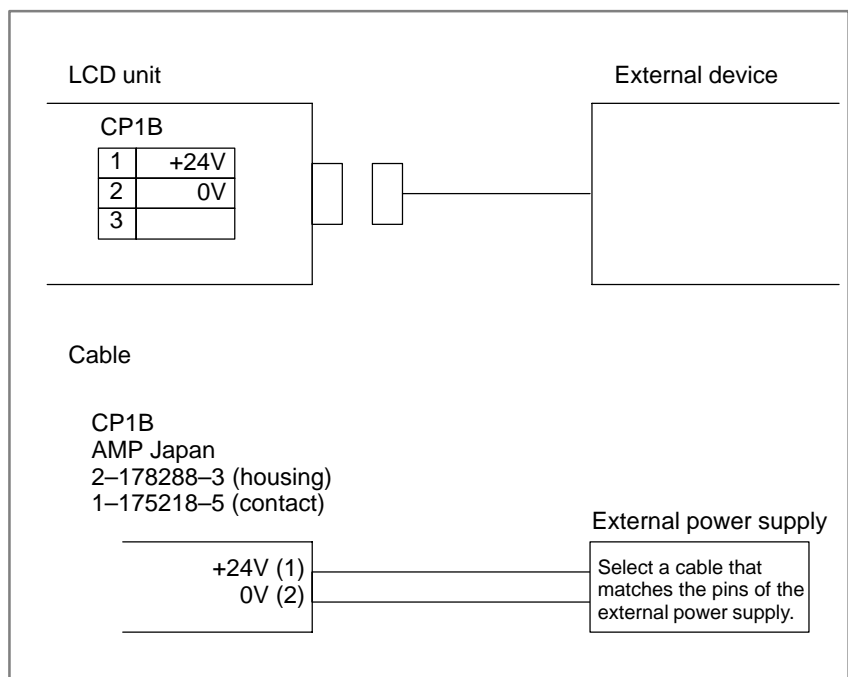 LCD unit
External device
CP1B
1 +24V
2 0V
3
Cable
CP1B
AMP Japan
2–178288–3 (housing)
1–175218–5 (contact)
External power supply
+24V (1)
0V (2)
Select a cable that
matches the pins of the
external power supply.